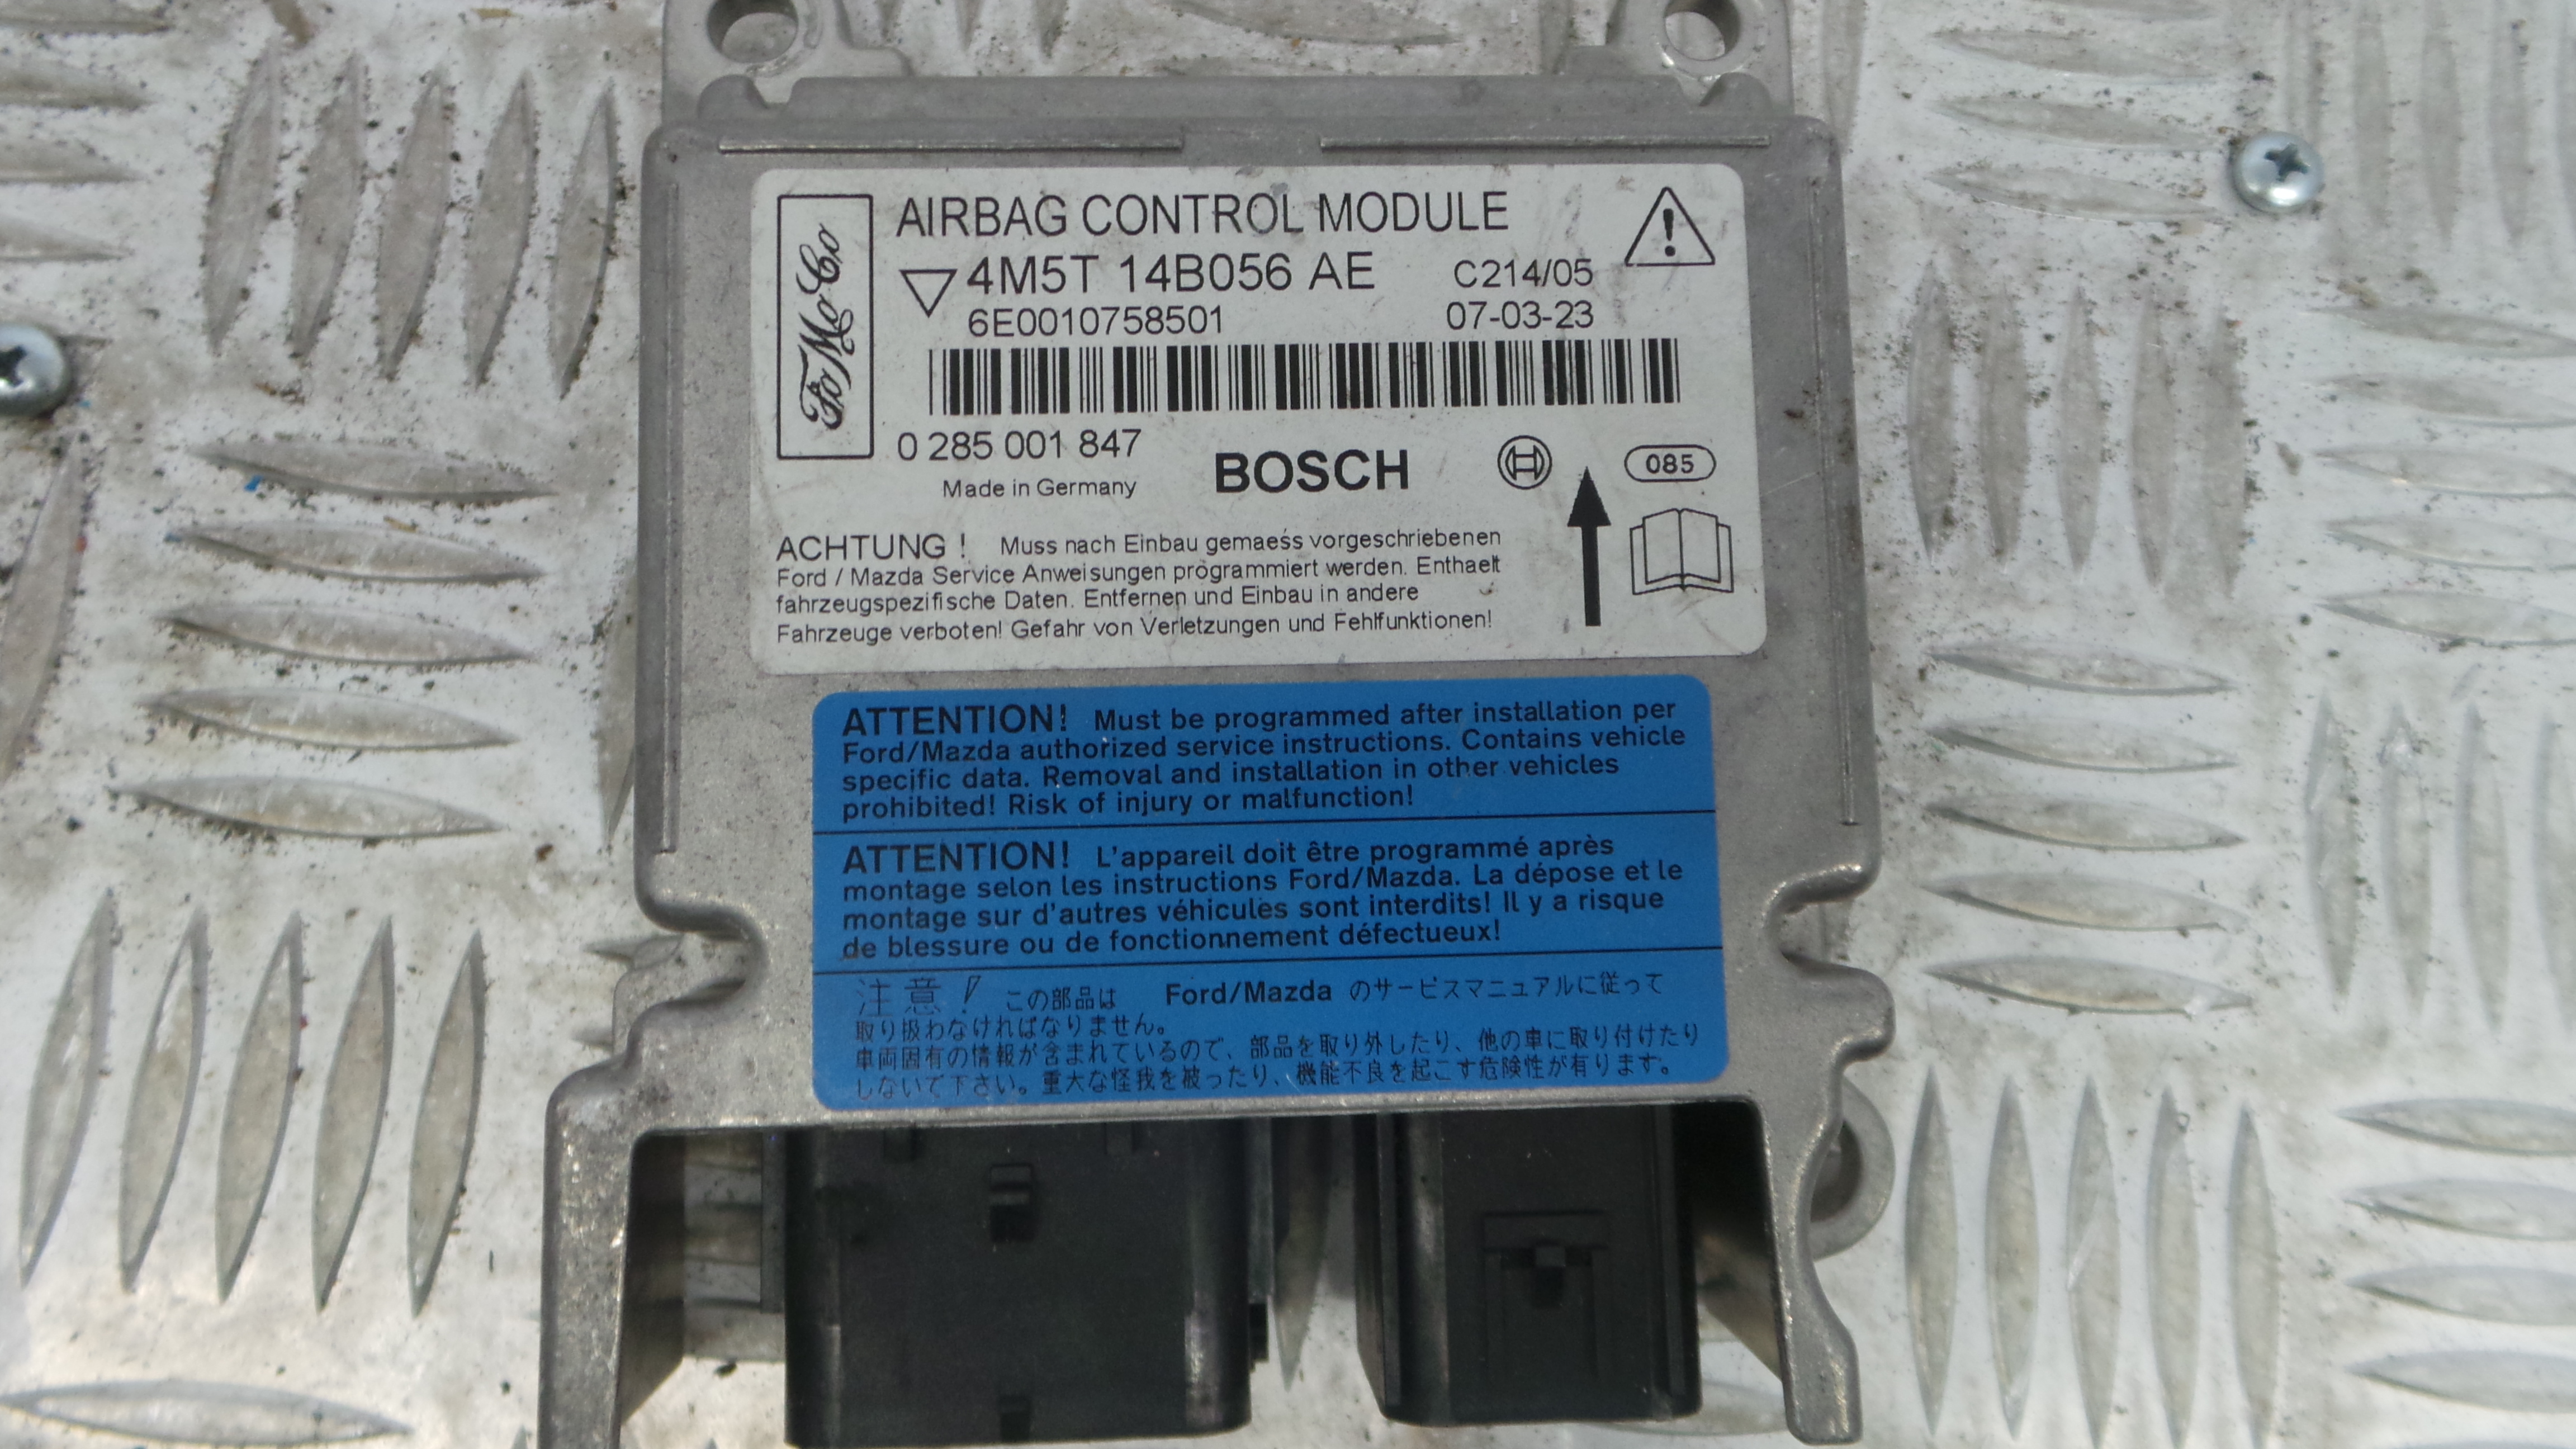 FoMoCo
AIRBAG CONTROL MODULE
4M5T 14B056 AE C214/05
6E0010758501 07-03-23
0 285 001 847
BOSCH
085
Made in Germany
ACHTUNG ! Muss nach Einbau gemaess vorgeschriebenen
Ford / Mazda Service Anweisungen programmiert werden. Enthaelt
fahrzeugspezifische Daten. Entfernen und Einbau in andere
Fahrzeuge verboten! Gefahr von Verletzungen und Fehlfunktionen!
ATTENTION! Must be programmed after installation per
Ford/Mazda authorized service instructions. Contains vehicle
specific data. Removal and installation in other vehicles
prohibited! Risk of injury or malfunction!
ATTENTION! L'appareil doit être programmé après
montage selon les instructions Ford/Mazda. La dépose et le
montage sur d'autres véhicules sont interdits! Il y a risque
de blessure ou de fonctionnement défectueux!
注意! この部品は Ford/Mazda のサービスマニュアルに従って
取り扱わなければなりません。
車両固有の情報が含まれているので、部品を取り外したり、他の車に取り付けたり
しないで下さい。重大な怪我を被ったり、機能不良を起こす危険性が有ります。